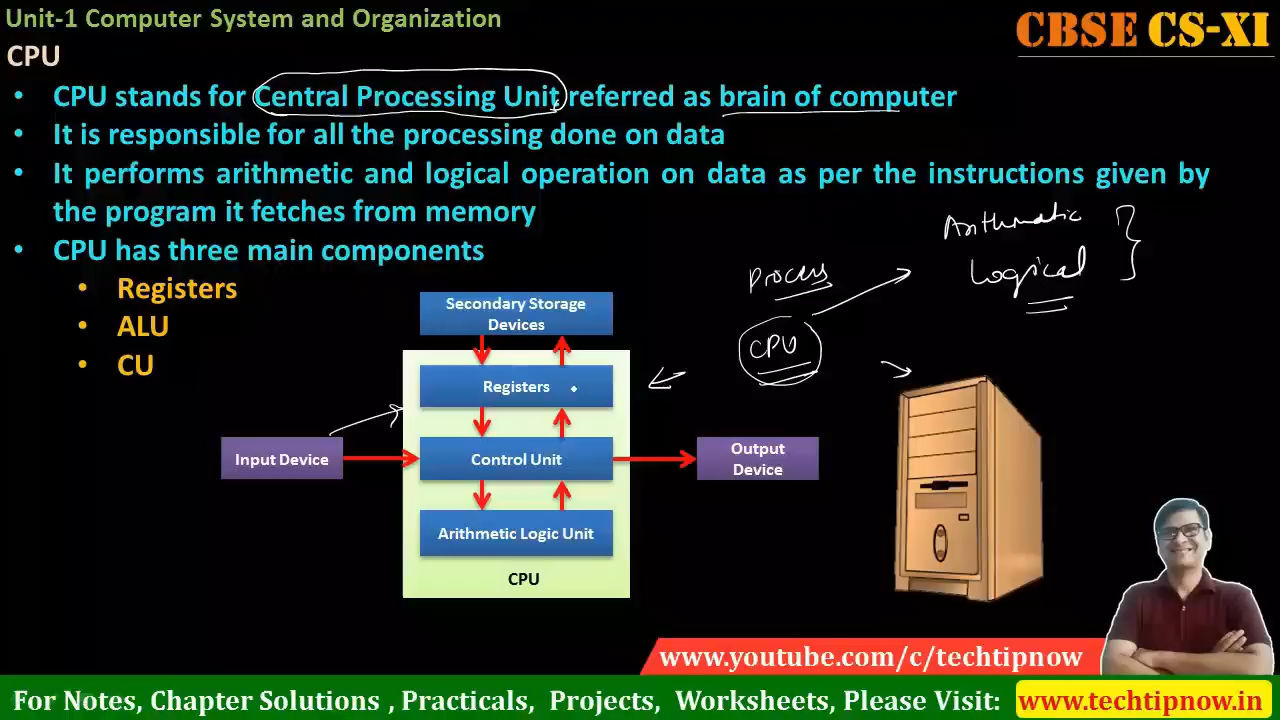 Unit-1 Computer System and Organization
CBSE CS-XI
CPU
• CPU stands for Central Processing Unit referred as brain of computer
• It is responsible for all the processing done on data
• It performs arithmetic and logical operation on data as per the instructions given by
the program it fetches from memory
• CPU has three main components
• Registers
• ALU
• CU
Arithmatic
Logical
Process
CPU
Secondary Storage
Devices
Registers
Input Device
Control Unit
Output
Device
Arithmetic Logic Unit
CPU
www.youtube.com/c/techtipnow
For Notes, Chapter Solutions , Practicals, Projects, Worksheets, Please Visit: www.techtipnow.in